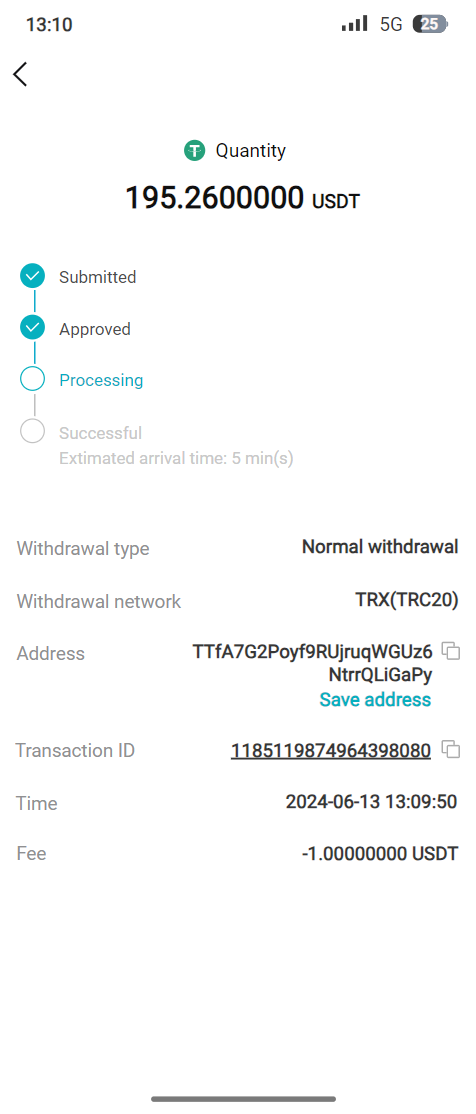 13:10 5G 25
Quantity
195.2600000 USDT
Submitted
Approved
Processing
Successful
Extimated arrival time: 5 min(s)
Withdrawal type Normal withdrawal
Withdrawal network TRX(TRC20)
Address TTfA7G2Poyf9RUjruqWGUz6
NtrrQLiGaPy
Save address
Transaction ID 1185119874964398080
Time 2024-06-13 13:09:50
Fee -1.00000000 USDT